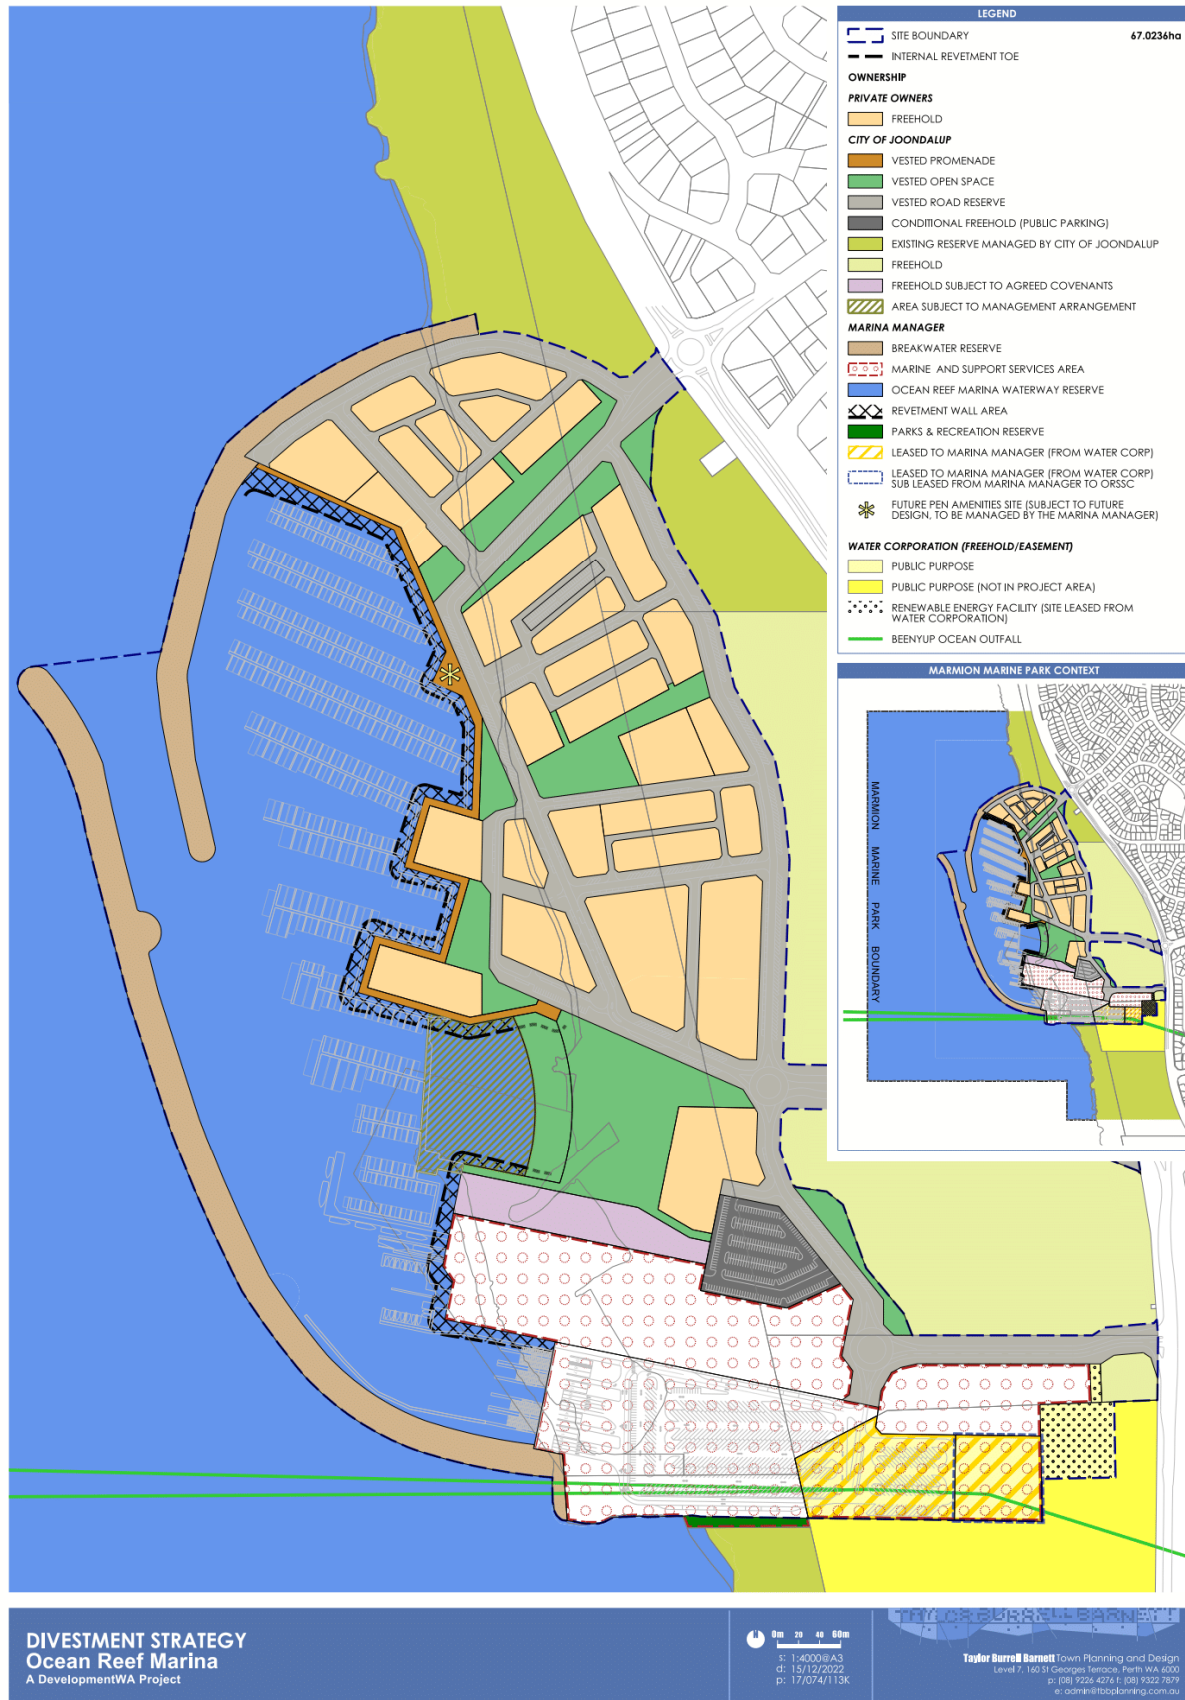 LEGEND
SITE BOUNDARY 67.0236ha
INTERNAL REVETMENT TOE
OWNERSHIP
PRIVATE OWNERS
FREEHOLD
CITY OF JOONDALUP
VESTED PROMENADE
VESTED OPEN SPACE
VESTED ROAD RESERVE
CONDITIONAL FREEHOLD (PUBLIC PARKING)
EXISTING RESERVE MANAGED BY CITY OF JOONDALUP
FREEHOLD
FREEHOLD SUBJECT TO AGREED COVENANTS
AREA SUBJECT TO MANAGEMENT ARRANGEMENT
MARINA MANAGER
BREAKWATER RESERVE
MARINE AND SUPPORT SERVICES AREA
OCEAN REEF MARINA WATERWAY RESERVE
REVETMENT WALL AREA
PARKS & RECREATION RESERVE
LEASED TO MARINA MANAGER (FROM WATER CORP)
LEASED TO MARINA MANAGER (FROM WATER CORP)
SUB LEASED FROM MARINA MANAGER TO ORSSC
FUTURE PEN AMENITIES SITE (SUBJECT TO FUTURE
DESIGN, TO BE MANAGED BY THE MARINA MANAGER)
WATER CORPORATION (FREEHOLD/EASEMENT)
PUBLIC PURPOSE
PUBLIC PURPOSE (NOT IN PROJECT AREA)
RENEWABLE ENERGY FACILITY (SITE LEASED FROM
WATER CORPORATION)
BEENYUP OCEAN OUTFALL
MARMION MARINE PARK CONTEXT
MARMION MARINE PARK BOUNDARY
DIVESTMENT STRATEGY
Ocean Reef Marina
A DevelopmentWA Project
0m 20 40 60m
s: 1:4000@A3
d: 15/12/2022
p: 17/074/113K
TAYLOR BURRELL BARNETT
Taylor Burrell Barnett Town Planning and Design
Level 7, 160 St Georges Terrace, Perth WA 6000
p: (08) 9226 4276 f: (08) 9322 7879
e: admin@tbbplanning.com.au